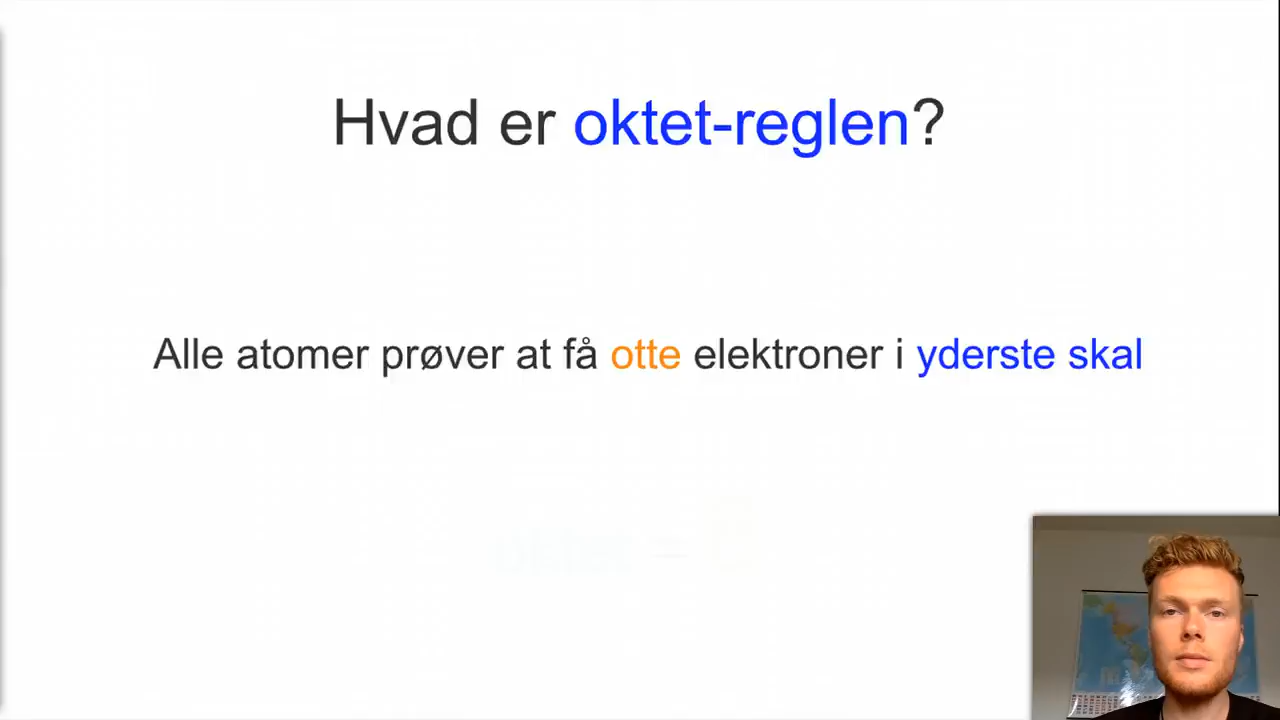 Hvad er oktet-reglen?
Alle atomer prøver at få otte elektroner i yderste skal